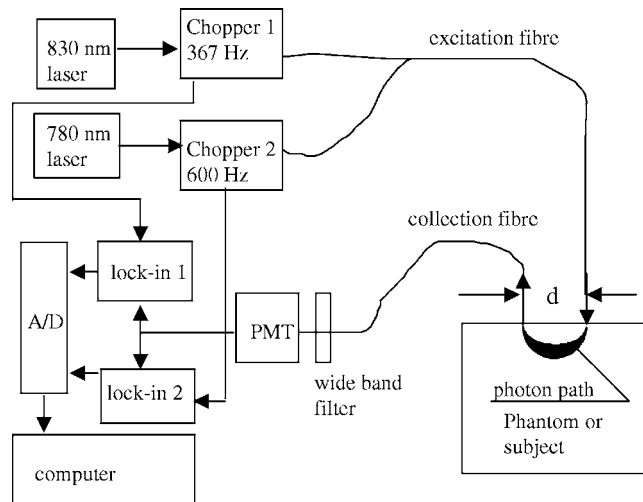 830 nm
laser
Chopper 1
367 Hz
excitation fibre
780 nm
laser
Chopper 2
600 Hz
collection fibre
lock-in 1
A/D
PMT
d
lock-in 2
wide band
filter
photon path
Phantom or
subject
computer